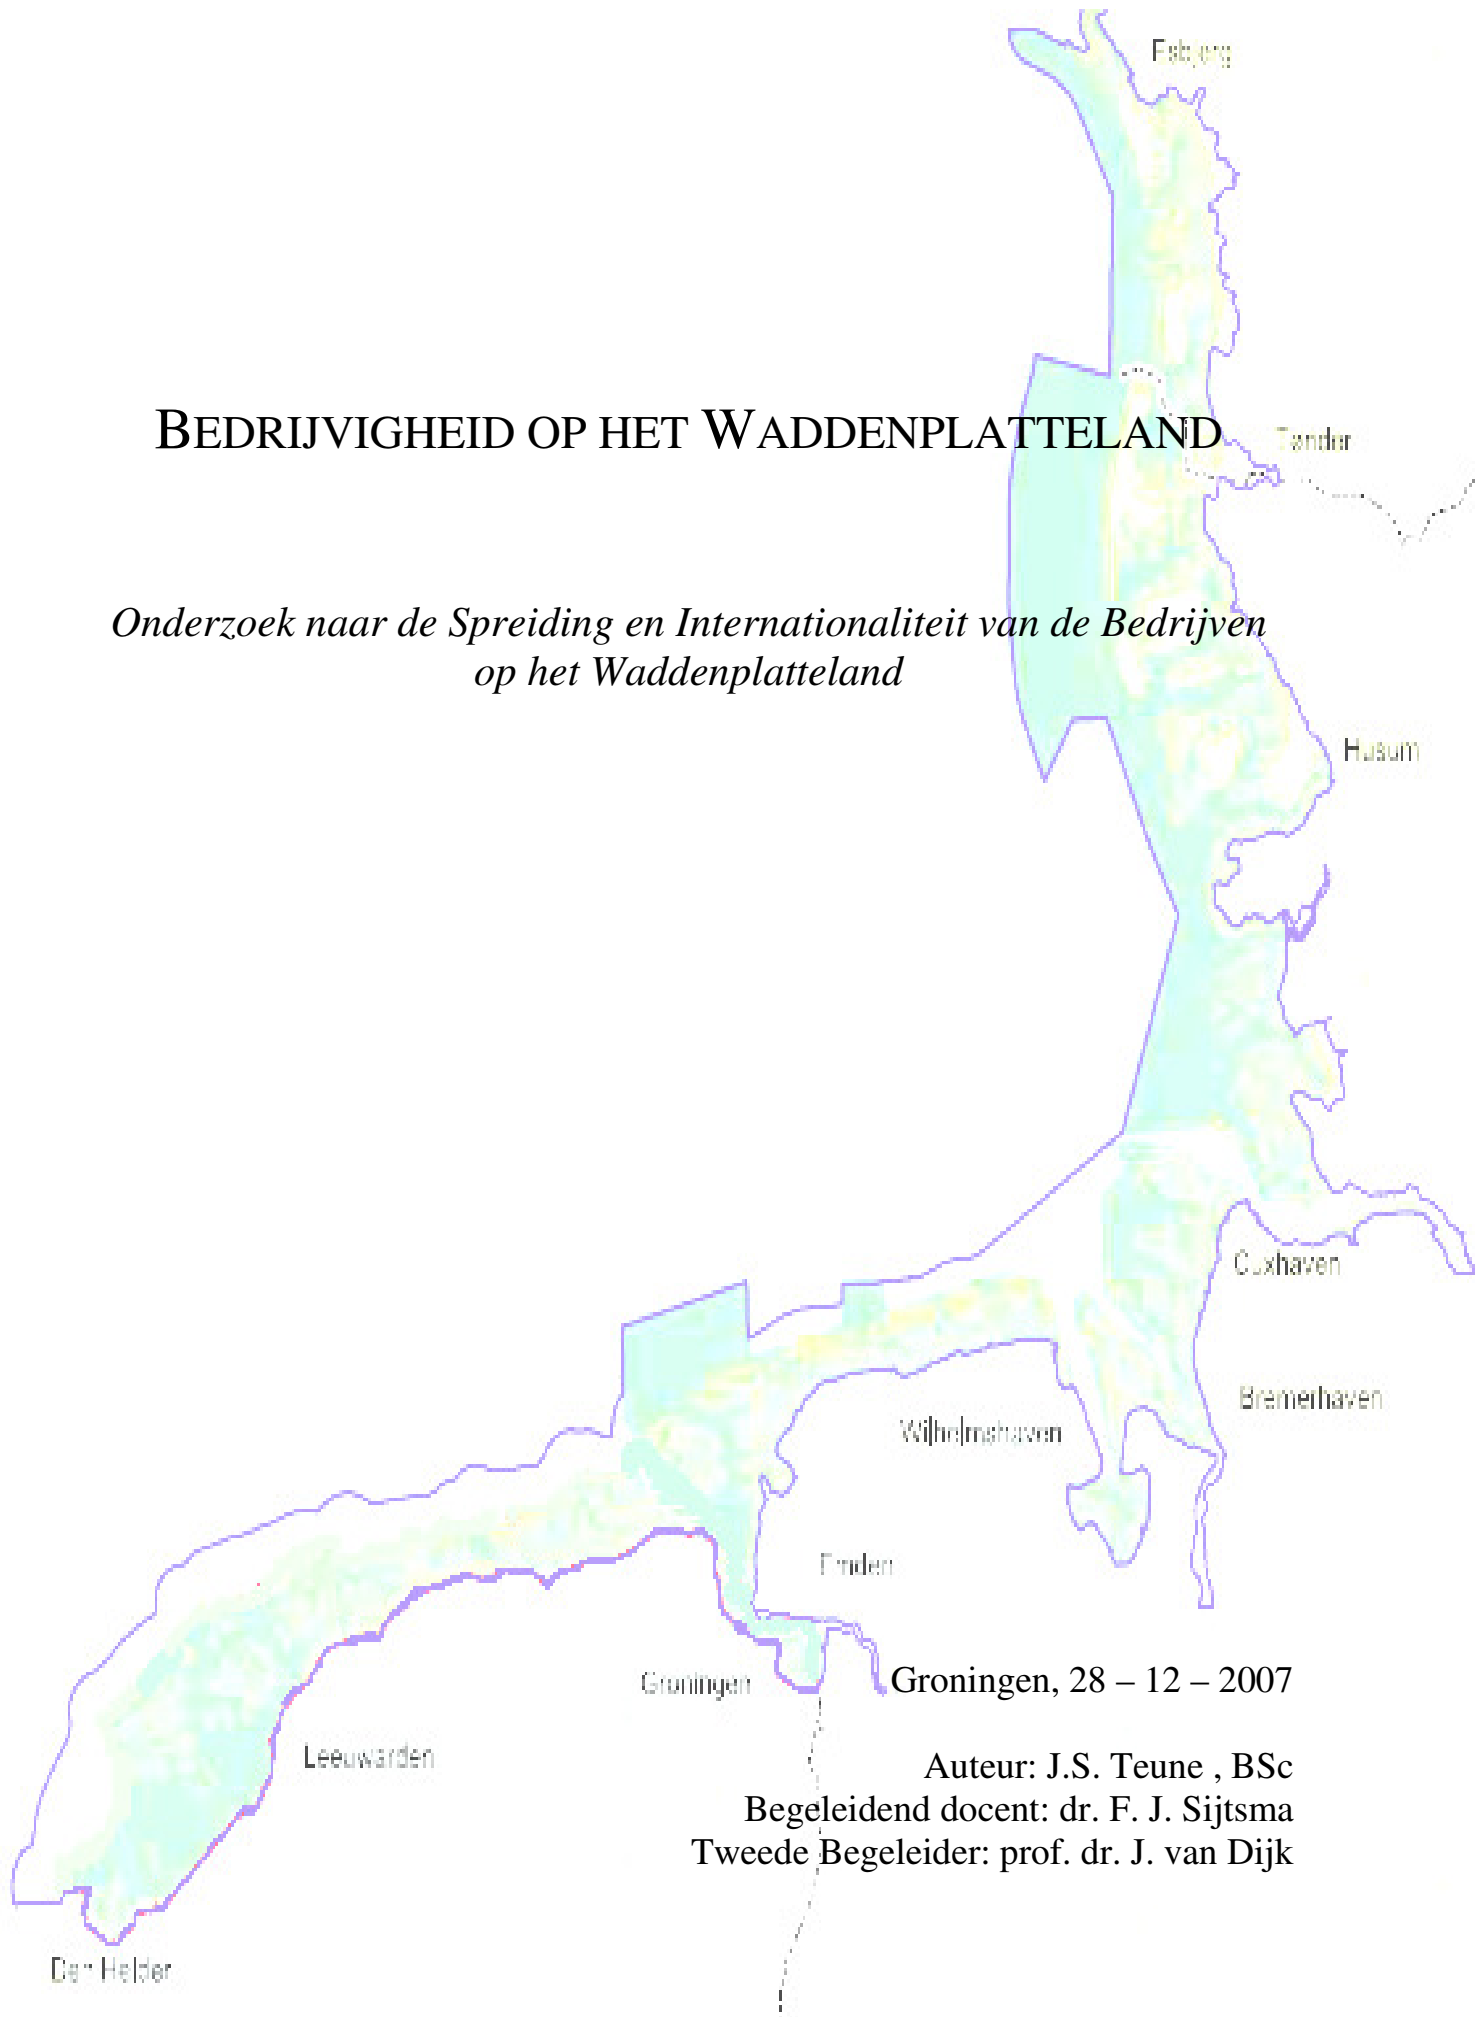 Esbjerg
BEDRIJVIGHEID OP HET WADDENPLATTELAND
Tønder
Onderzoek naar de Spreiding en Internationaliteit van de Bedrijven
op het Waddenplatteland
Husum
Cuxhaven
Bremerhaven
Wilhelmshaven
Emden
Groningen
Groningen, 28 – 12 – 2007
Leeuwarden
Auteur: J.S. Teune , BSc
Begeleidend docent: dr. F. J. Sijtsma
Tweede Begeleider: prof. dr. J. van Dijk
Den Helder